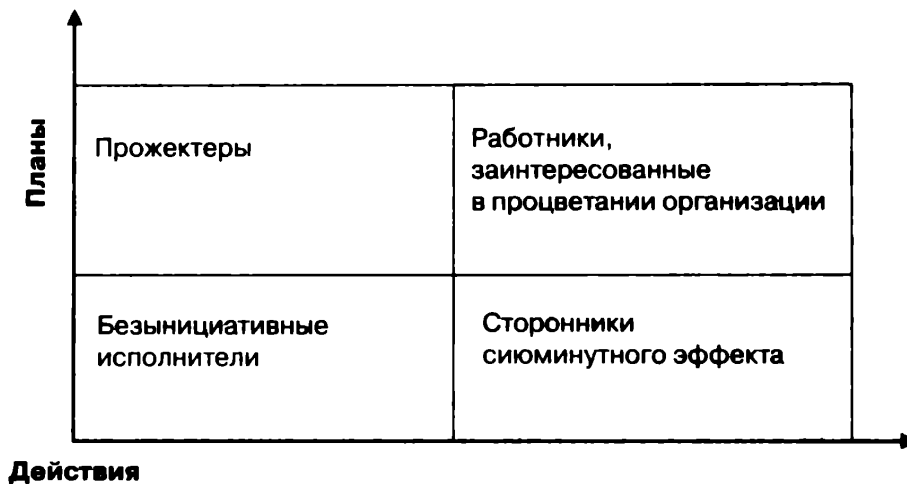 Планы
Прожектеры
Работники,
заинтересованные
в процветании организации
Безынициативные
исполнители
Сторонники
сиюминутного эффекта
Действия